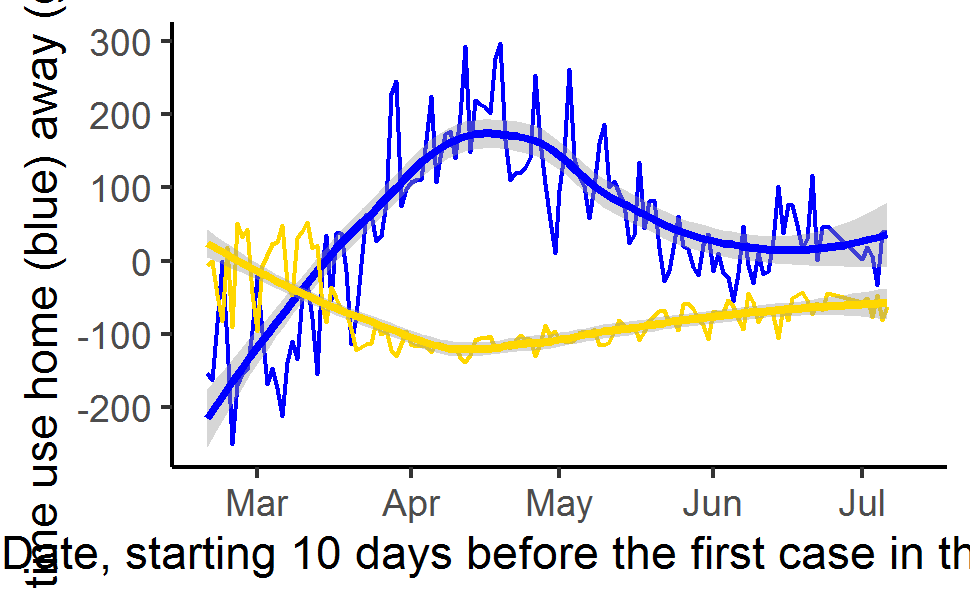 time use home (blue) away (
300
200
100
0
-100
-200
Mar Apr May Jun Jul
Date, starting 10 days before the first case in th